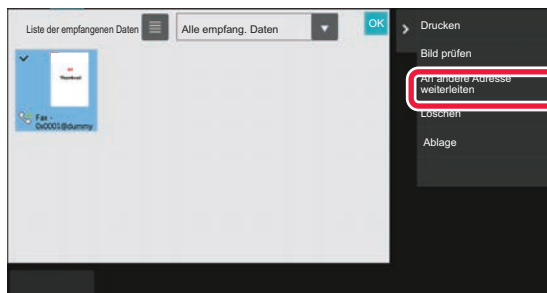 Liste der empfangenen Daten
Alle empfang. Daten
OK
Thumbnail
Fax -
0x0001@dummy
Drucken
Bild prüfen
An andere Adresse
weiterleiten
Löschen
Ablage